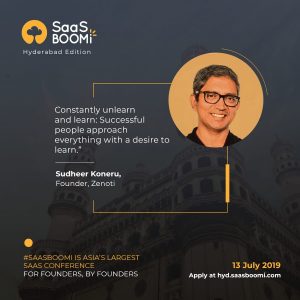 SaaS
BOOMi
Hyderabad Edition
Constantly unlearn
and learn: Successful
people approach
everything with a desire to
learn.”
Sudheer Koneru,
Founder, Zenoti
#SAASBOOMI IS ASIA'S LARGEST
SAAS CONFERENCE
FOR FOUNDERS, BY FOUNDERS
13 July 2019
Apply at hyd.saasboomi.com